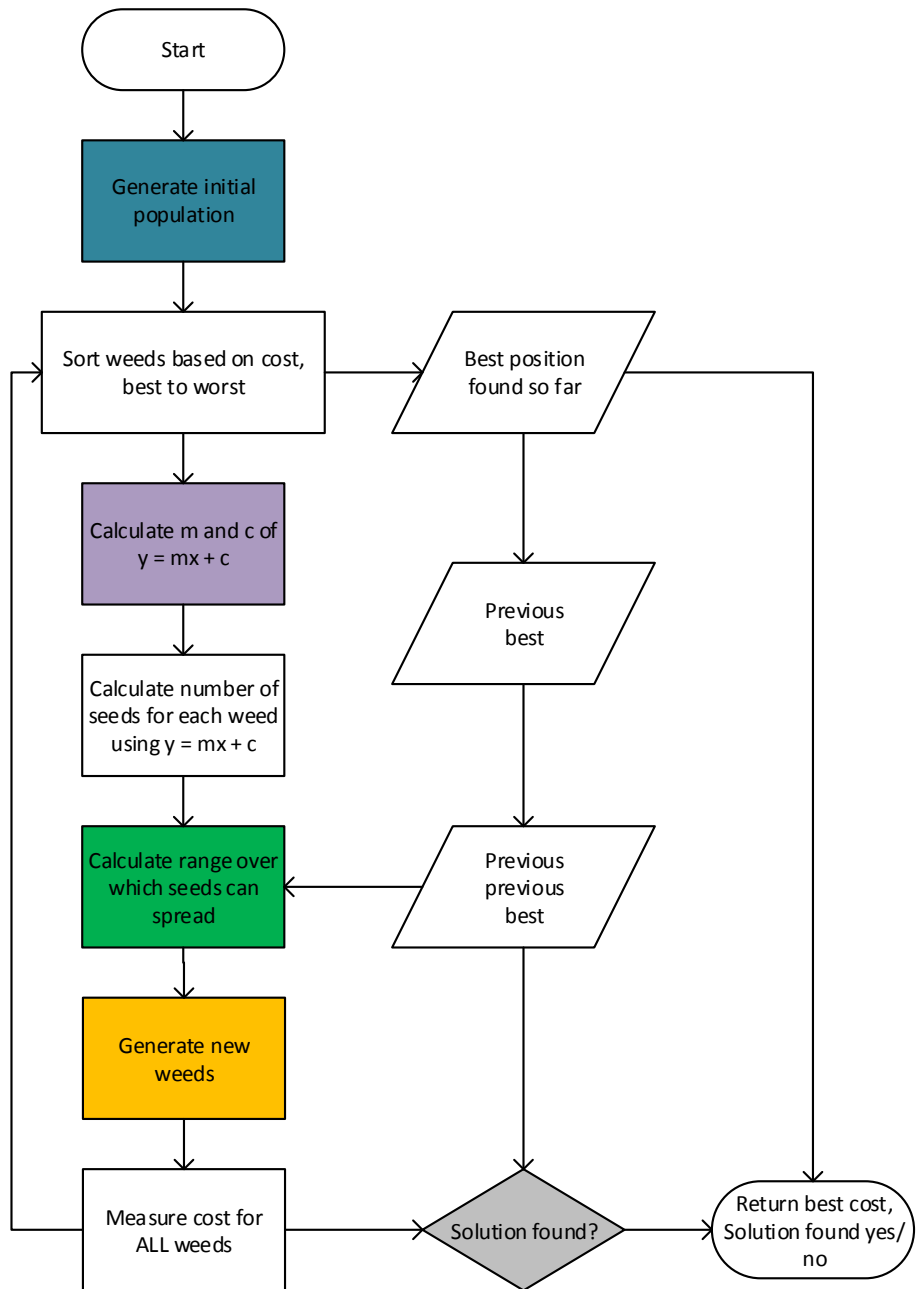 Start
Generate initial
population
Sort weeds based on cost,
best to worst
Best position
found so far
Calculate m and c of
y = mx + c
Previous
best
Calculate number of
seeds for each weed
using y = mx + c
Calculate range over
which seeds can
spread
Previous
previous
best
Generate new
weeds
Measure cost for
ALL weeds
Solution found?
Return best cost,
Solution found yes/
no